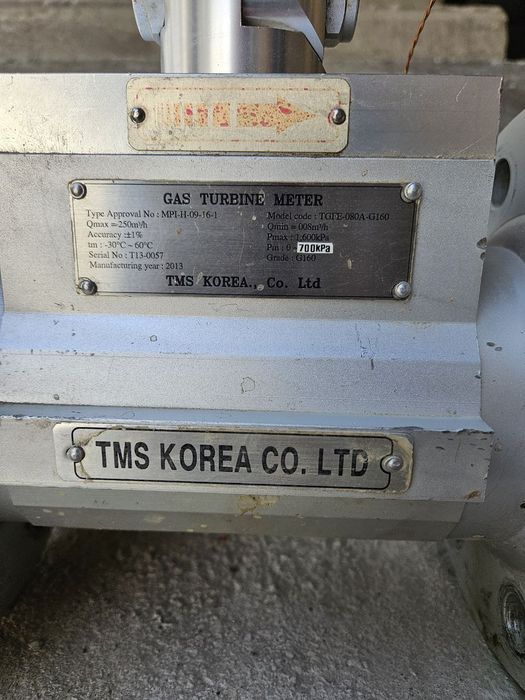 GAS TURBINE METER
Type Approval No : MPI-H-09-16-1
Model code : TGFE-080A-G160
Qmax = 250m³/h
Qmin = 008m³/h
Accuracy :±1%
Pmax : 1,600kPa
tm : -30°C ~ 60°C
Pm : 0 ~ 700kPa
Serial No : T13-0057
Grade : G160
Manufacturing year : 2013
TMS KOREA., Co. Ltd
TMS KOREA CO. LTD